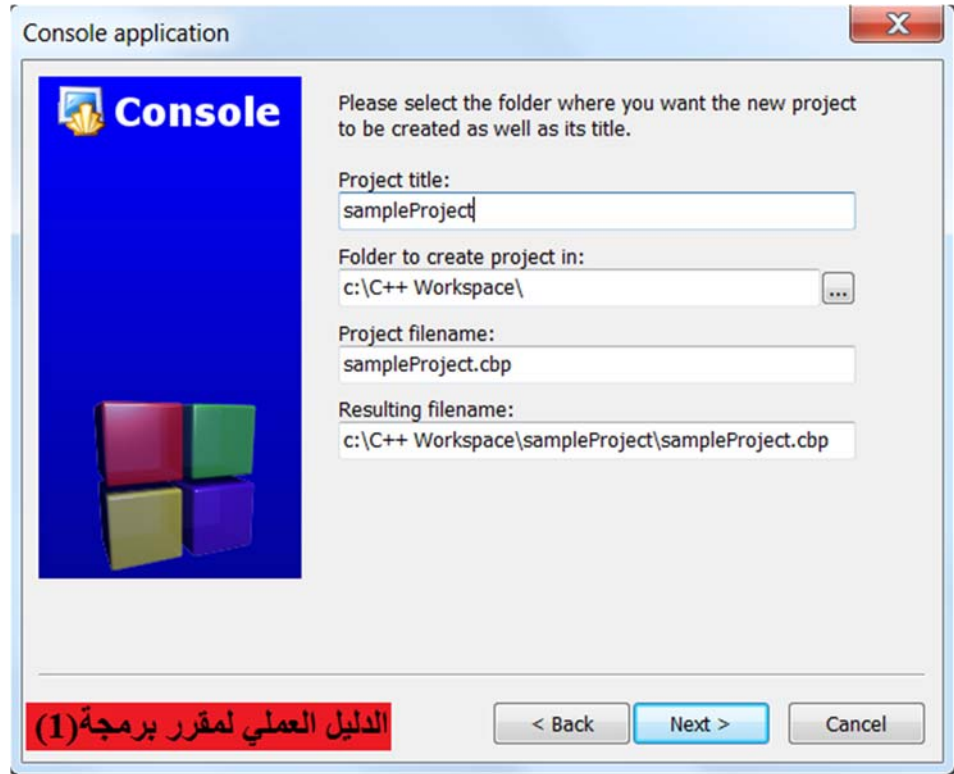 Console application
Console
Please select the folder where you want the new project
to be created as well as its title.
Project title:
sampleProject
Folder to create project in:
c:\C++ Workspace\
...
Project filename:
sampleProject.cbp
Resulting filename:
c:\C++ Workspace\sampleProject\sampleProject.cbp
الدليل العملي لمقرر برمجة(1)
< Back
Next >
Cancel